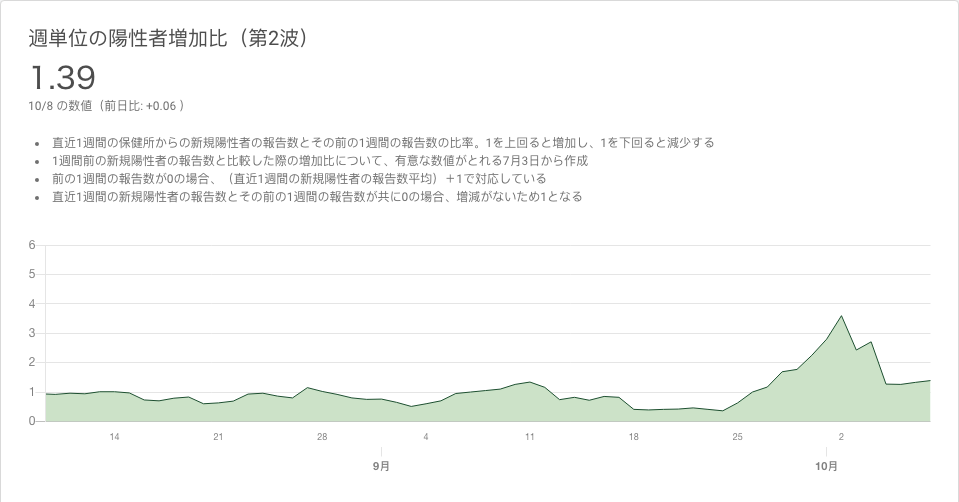 週単位の陽性者増加比（第2波）
1.39
10/8 の数値（前日比: +0.06 ）
• 直近1週間の保健所からの新規陽性者の報告数とその前の1週間の報告数の比率。1を上回ると増加し、1を下回ると減少する
• 1週間前の新規陽性者の報告数と比較した際の増加比について、有意な数値がとれる7月3日から作成
• 前の1週間の報告数が0の場合、（直近1週間の新規陽性者の報告数平均）＋1で対応している
• 直近1週間の新規陽性者の報告数とその前の1週間の報告数が共に0の場合、増減がないため1となる
6
5
4
3
2
1
0
14 21 28 4 11 18 25 2
9月 10月